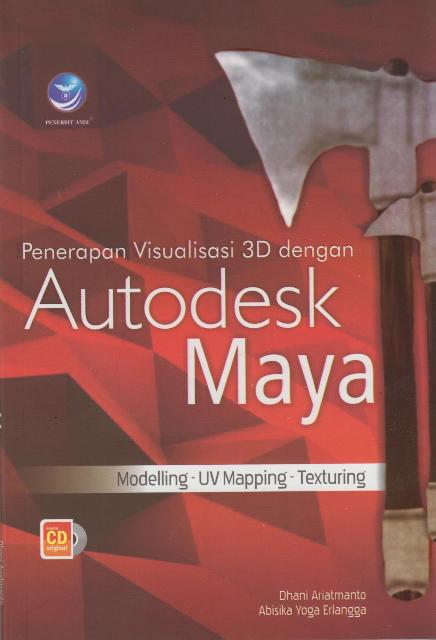 PENERBIT ANDI
Penerapan Visualisasi 3D dengan
Autodesk
Maya
Modelling - UV Mapping - Texturing
CD
original
Dhani Ariatmanto
Abisika Yoga Erlangga